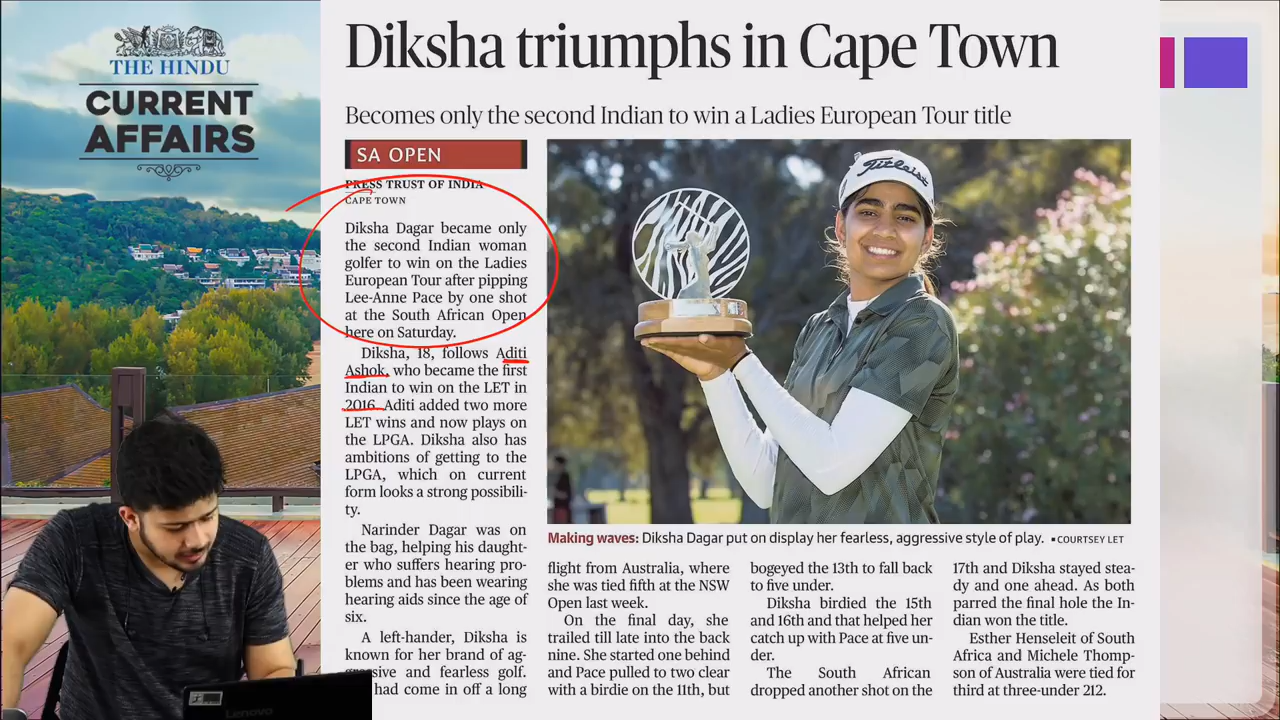 THE HINDU
CURRENT
AFFAIRS
Diksha triumphs in Cape Town
Becomes only the second Indian to win a Ladies European Tour title
SA OPEN
PRESS TRUST OF INDIA
CAPE TOWN
Diksha Dagar became only
the second Indian woman
golfer to win on the Ladies
European Tour after pipping
Lee-Anne Pace by one shot
at the South African Open
here on Saturday.
Diksha, 18, follows Aditi
Ashok, who became the first
Indian to win on the LET in
2016. Aditi added two more
LET wins and now plays on
the LPGA. Diksha also has
ambitions of getting to the
LPGA, which on current
form looks a strong possibili-
ty.
Narinder Dagar was on
the bag, helping his daught-
er who suffers hearing pro-
blems and has been wearing
hearing aids since the age of
six.
A left-hander, Diksha is
known for her brand of ag-
gressive and fearless golf.
had come in off a long
Titleist
Making waves: Diksha Dagar put on display her fearless, aggressive style of play. ▪COURTSEY LET
flight from Australia, where
she was tied fifth at the NSW
Open last week.
On the final day, she
trailed till late into the back
nine. She started one behind
and Pace pulled to two clear
with a birdie on the 11th, but
bogeyed the 13th to fall back
to five under.
Diksha birdied the 15th
and 16th and that helped her
catch up with Pace at five un-
der.
The South African
dropped another shot on the
17th and Diksha stayed stea-
dy and one ahead. As both
parred the final hole the In-
dian won the title.
Esther Henseleit of South
Africa and Michele Thomp-
son of Australia were tied for
third at three-under 212.
Lenovo